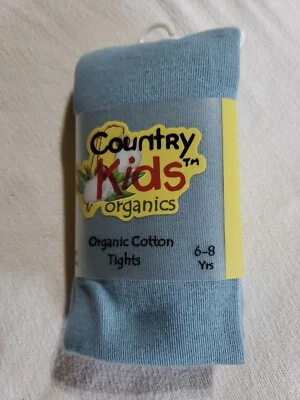 Country
Kids™
organics
Organic Cotton
Tights
6-8
Yrs